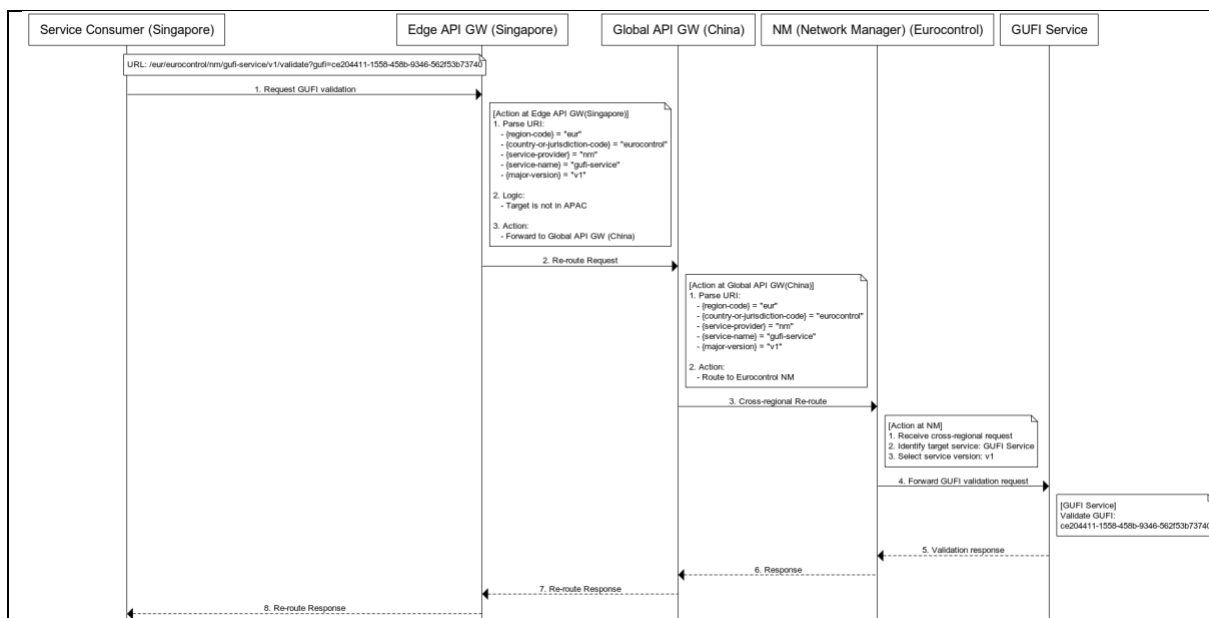 Service Consumer (Singapore)
Edge API GW (Singapore)
Global API GW (China)
NM (Network Manager) (Eurocontrol)
GUFI Service
URL: /eur/eurocontrol/nm/gufi-service/v1/validate?gufi=ce204411-1558-458b-9346-562f53b73740
1. Request GUFI validation
[Action at Edge API GW(Singapore)]
1. Parse URI:
- {region-code} = "eur"
- {country-or-jurisdiction-code} = "eurocontrol"
- {service-provider} = "nm"
- {service-name} = "gufi-service"
- {major-version} = "v1"
2. Logic:
- Target is not in APAC
3. Action:
- Forward to Global API GW (China)
2. Re-route Request
[Action at Global API GW(China)]
1. Parse URI:
- {region-code} = "eur"
- {country-or-jurisdiction-code} = "eurocontrol"
- {service-provider} = "nm"
- {service-name} = "gufi-service"
- {major-version} = "v1"
2. Action:
- Route to Eurocontrol NM
3. Cross-regional Re-route
[Action at NM]
1. Receive cross-regional request
2. Identify target service: GUFI Service
3. Select service version: v1
4. Forward GUFI validation request
[GUFI Service]
Validate GUFI:
ce204411-1558-458b-9346-562f53b73740
5. Validation response
6. Response
7. Re-route Response
8. Re-route Response